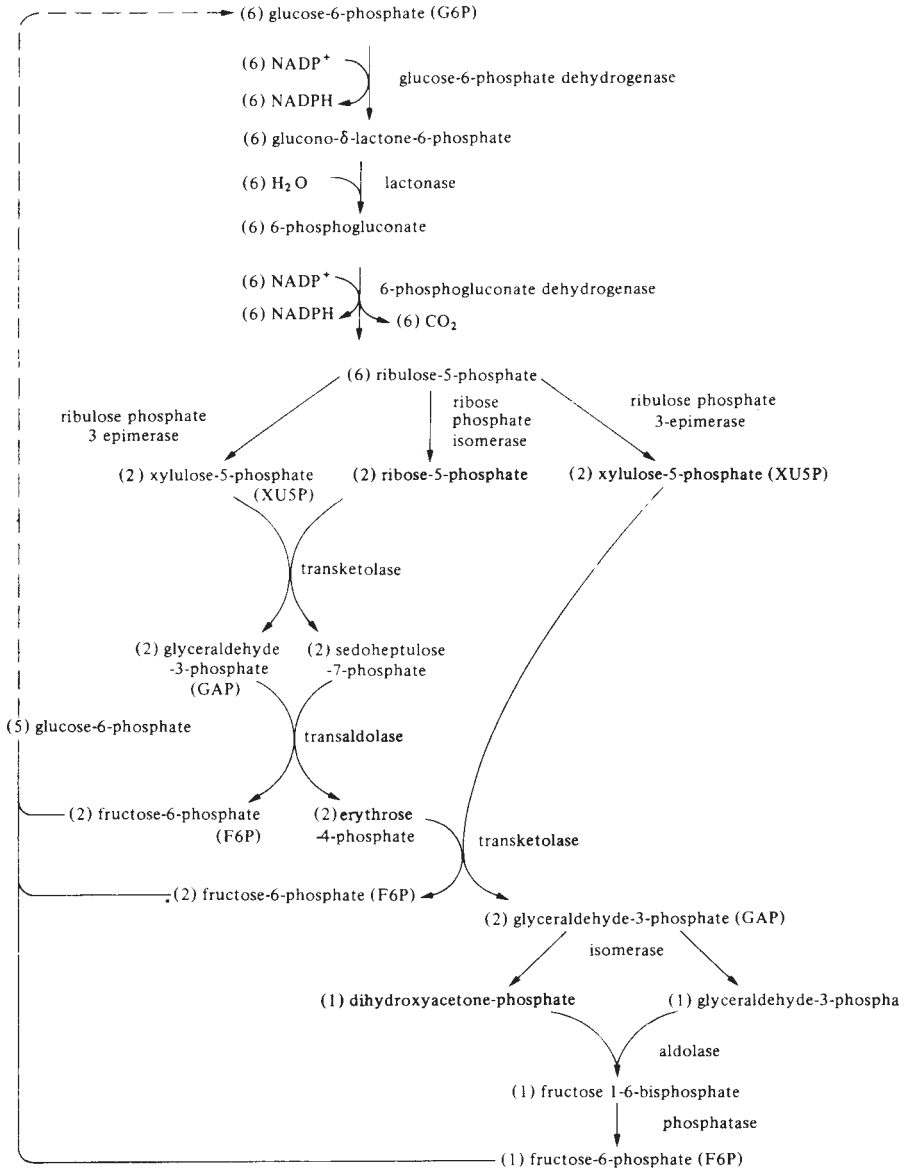 (6) glucose-6-phosphate (G6P)
(6) NADP⁺
glucose-6-phosphate dehydrogenase
(6) NADPH
(6) glucono-δ-lactone-6-phosphate
(6) H₂O
lactonase
(6) 6-phosphogluconate
(6) NADP⁺
6-phosphogluconate dehydrogenase
(6) NADPH
(6) CO₂
(6) ribulose-5-phosphate
ribulose phosphate
3 epimerase
ribose
phosphate
isomerase
ribulose phosphate
3-epimerase
(2) xylulose-5-phosphate
(XU5P)
(2) ribose-5-phosphate
(2) xylulose-5-phosphate (XU5P)
transketolase
(2) glyceraldehyde
-3-phosphate
(GAP)
(2) sedoheptulose
-7-phosphate
(5) glucose-6-phosphate
transaldolase
(2) fructose-6-phosphate
(F6P)
(2) erythrose
-4-phosphate
transketolase
(2) fructose-6-phosphate (F6P)
(2) glyceraldehyde-3-phosphate (GAP)
isomerase
(1) dihydroxyacetone-phosphate
(1) glyceraldehyde-3-phospha
aldolase
(1) fructose 1-6-bisphosphate
phosphatase
(1) fructose-6-phosphate (F6P)